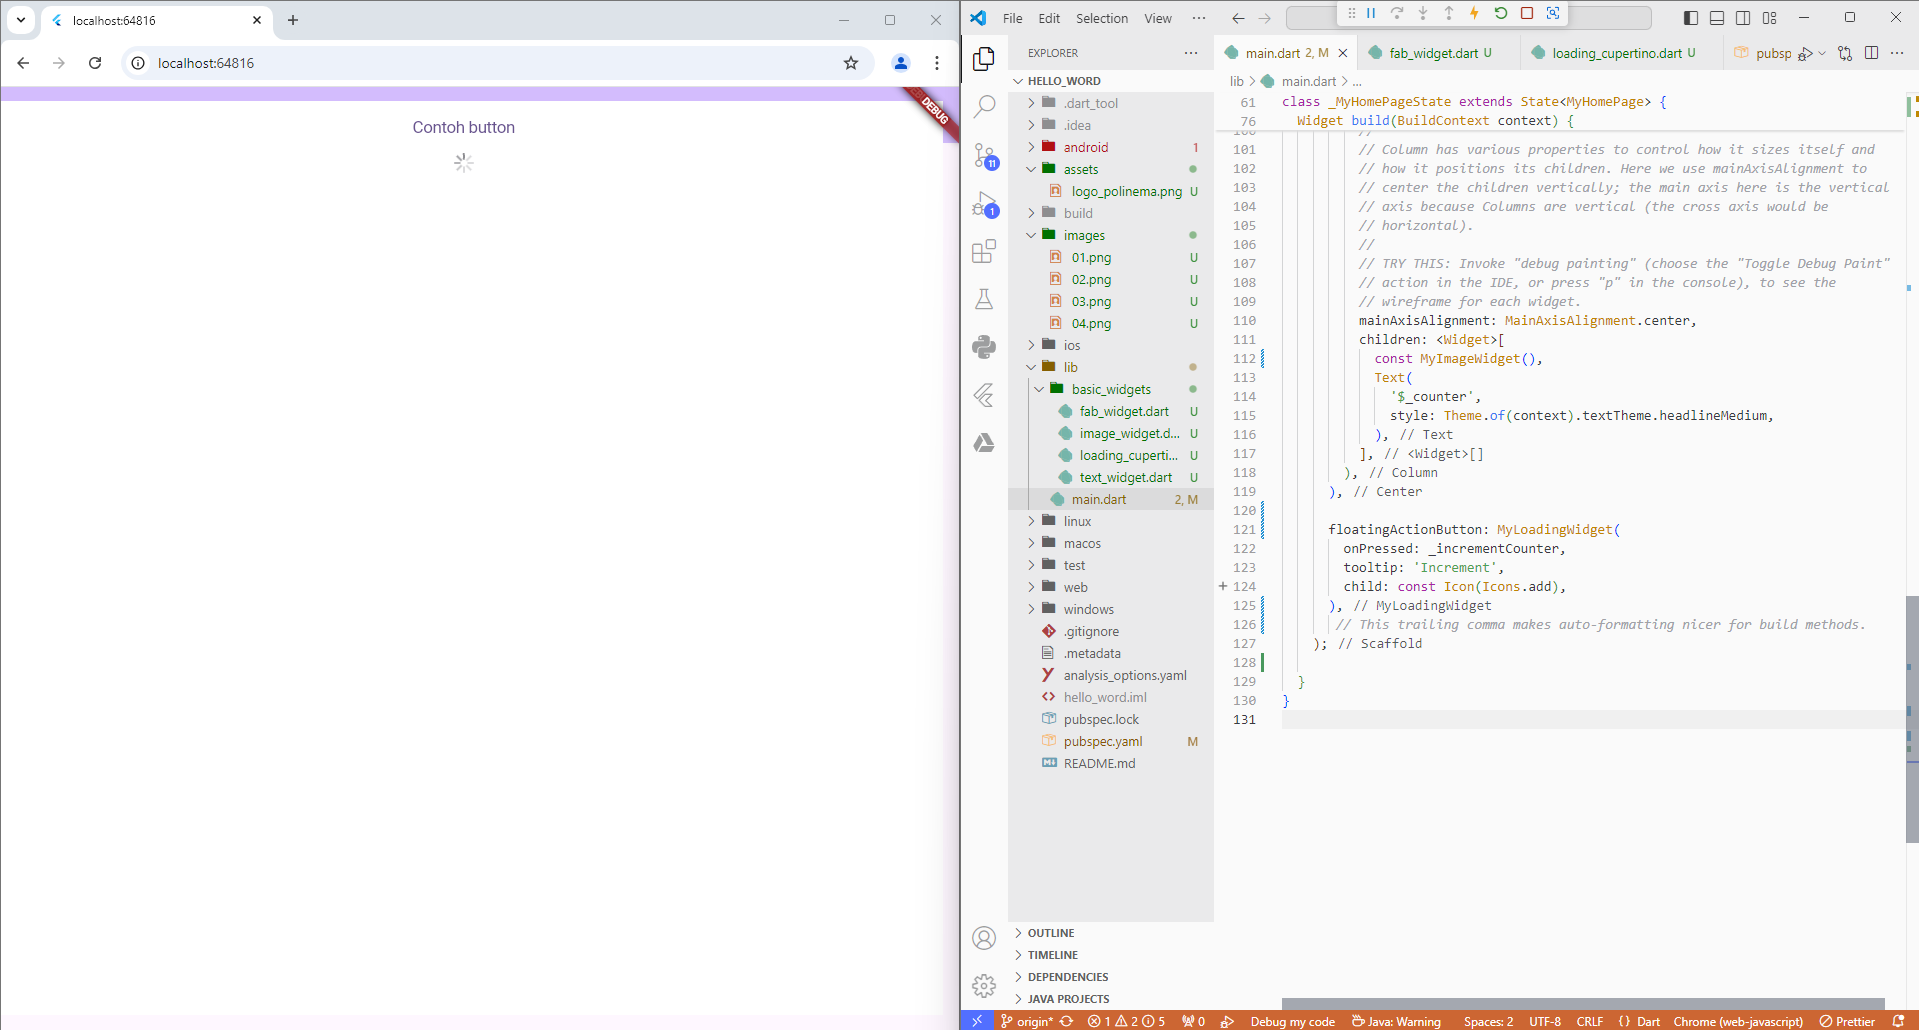 localhost:64816
localhost:64816
DEBUG
Contoh button
File Edit Selection View ...
EXPLORER
HELLO_WORD
.dart_tool
.idea
android 1
assets
logo_polinema.png U
build
images
01.png U
02.png U
03.png U
04.png U
ios
lib
basic_widgets
fab_widget.dart U
image_widget.d... U
loading_cuperti... U
text_widget.dart U
main.dart 2, M
linux
macos
test
web
windows
.gitignore
.metadata
analysis_options.yaml
hello_word.iml
pubspec.lock
pubspec.yaml M
README.md
OUTLINE
TIMELINE
DEPENDENCIES
JAVA PROJECTS
11
1
main.dart 2, M fab_widget.dart U loading_cupertino.dart U pubsp
lib > main.dart > ...
61 class _MyHomePageState extends State<MyHomePage> {
76 Widget build(BuildContext context) {
100 //
101 // Column has various properties to control how it sizes itself and
102 // how it positions its children. Here we use mainAxisAlignment to
103 // center the children vertically; the main axis here is the vertical
104 // axis because Columns are vertical (the cross axis would be
105 // horizontal).
106 //
107 // TRY THIS: Invoke "debug painting" (choose the "Toggle Debug Paint"
108 // action in the IDE, or press "p" in the console), to see the
109 // wireframe for each widget.
110 mainAxisAlignment: MainAxisAlignment.center,
111 children: <Widget>[
112 const MyImageWidget(),
113 Text(
114 '$_counter',
115 style: Theme.of(context).textTheme.headlineMedium,
116 ), // Text
117 ], // <Widget>[]
118 ), // Column
119 ), // Center
120
121 floatingActionButton: MyLoadingWidget(
122 onPressed: _incrementCounter,
123 tooltip: 'Increment',
124 child: const Icon(Icons.add),
125 ), // MyLoadingWidget
126 // This trailing comma makes auto-formatting nicer for build methods.
127 ); // Scaffold
128
129 }
130 }
131
origin* 1 2 5 0 Debug my code Java: Warning Spaces: 2 UTF-8 CRLF {} Dart Chrome (web-javascript) Prettier